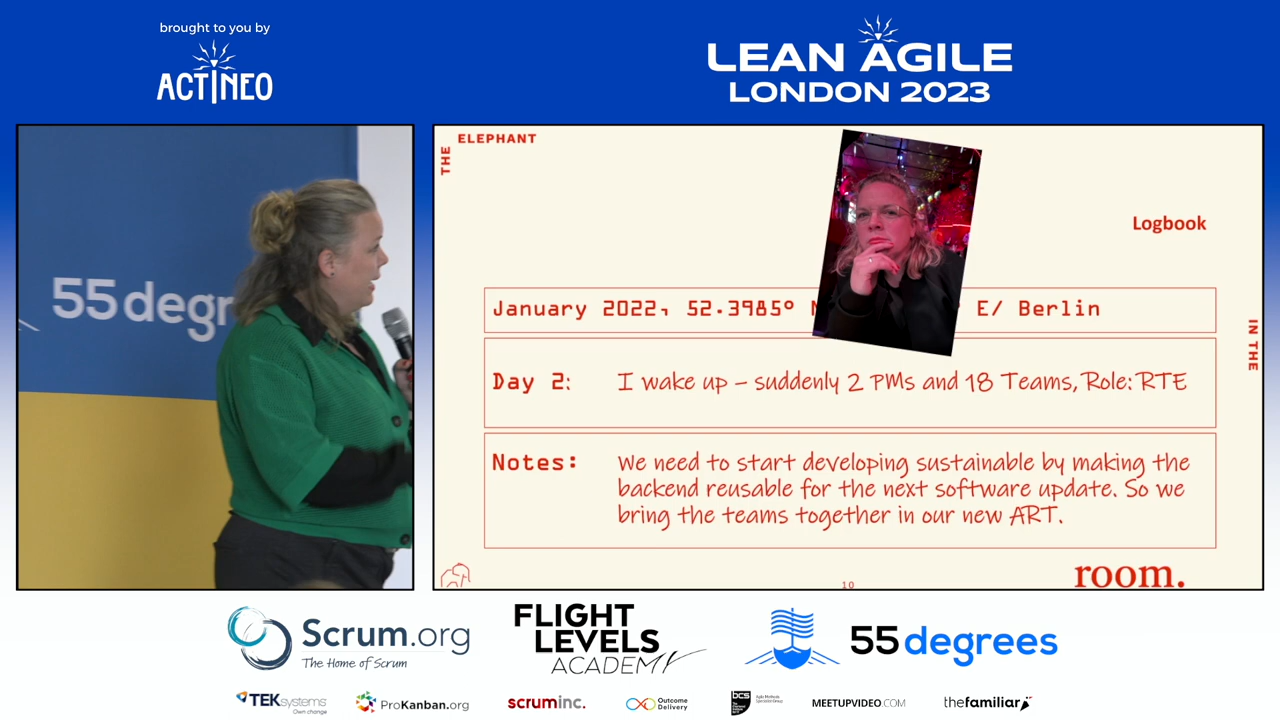 brought to you by
ACTINEO
LEAN AGILE
LONDON 2023
55degr
THE ELEPHANT
Logbook
January 2022, 52.3985° E/ Berlin
Day 2: I wake up – suddenly 2 PMs and 18 Teams, Role: RTE
Notes: We need to start developing sustainable by making the
backend reusable for the next software update. So we
bring the teams together in our new ART.
IN THE
room.
10
Scrum.org
The Home of Scrum
FLIGHT
LEVELS
ACADEMY
55degrees
TEKsystems
Own change
ProKanban.org
scruminc.
Outcome
Delivery
bcs
MEETUPVIDEO.COM
thefamiliar